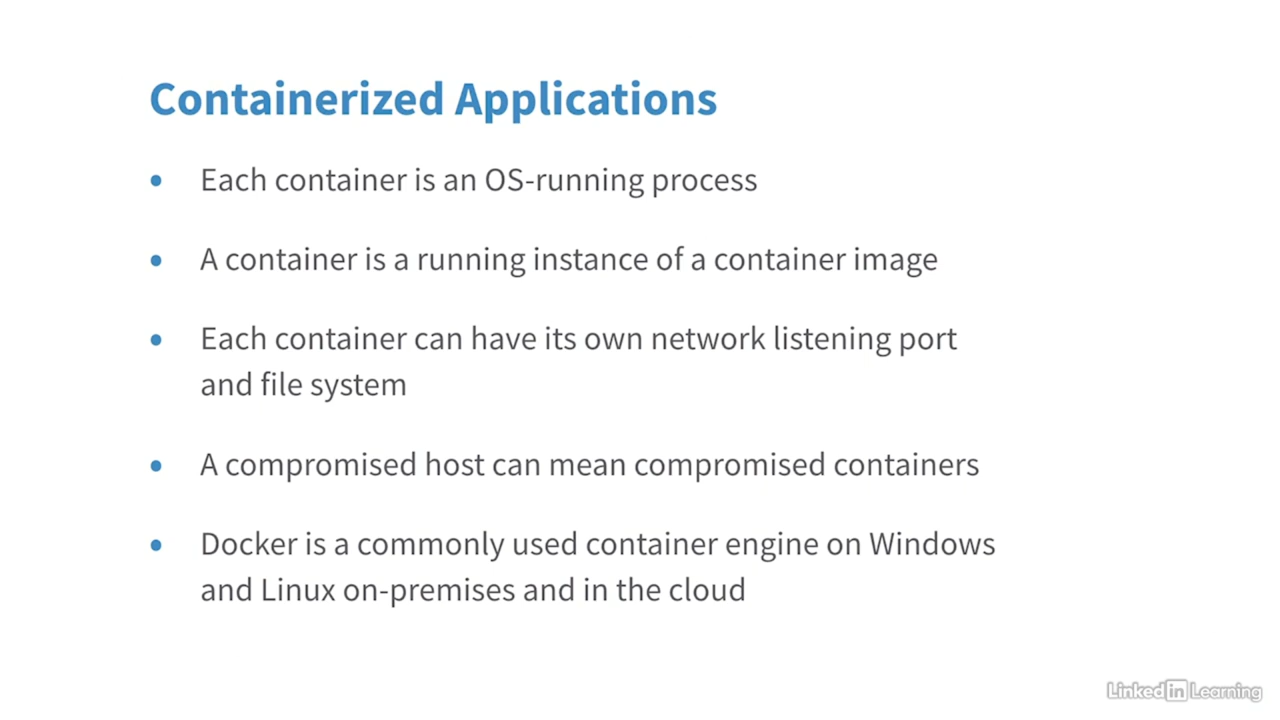 Containerized Applications
• Each container is an OS-running process
• A container is a running instance of a container image
• Each container can have its own network listening port
and file system
• A compromised host can mean compromised containers
• Docker is a commonly used container engine on Windows
and Linux on-premises and in the cloud
Linked in Learning